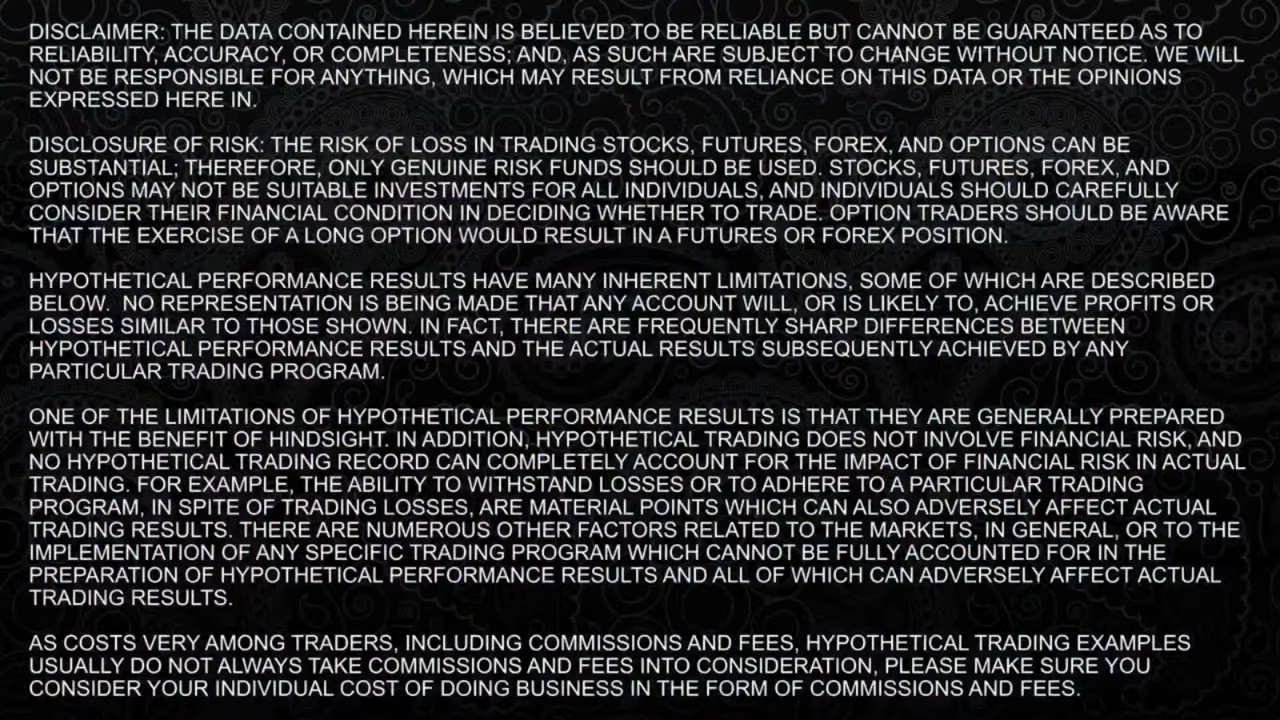 DISCLAIMER: THE DATA CONTAINED HEREIN IS BELIEVED TO BE RELIABLE BUT CANNOT BE GUARANTEED AS TO
RELIABILITY, ACCURACY, OR COMPLETENESS; AND, AS SUCH ARE SUBJECT TO CHANGE WITHOUT NOTICE. WE WILL
NOT BE RESPONSIBLE FOR ANYTHING, WHICH MAY RESULT FROM RELIANCE ON THIS DATA OR THE OPINIONS
EXPRESSED HERE IN.
DISCLOSURE OF RISK: THE RISK OF LOSS IN TRADING STOCKS, FUTURES, FOREX, AND OPTIONS CAN BE
SUBSTANTIAL; THEREFORE, ONLY GENUINE RISK FUNDS SHOULD BE USED. STOCKS, FUTURES, FOREX, AND
OPTIONS MAY NOT BE SUITABLE INVESTMENTS FOR ALL INDIVIDUALS, AND INDIVIDUALS SHOULD CAREFULLY
CONSIDER THEIR FINANCIAL CONDITION IN DECIDING WHETHER TO TRADE. OPTION TRADERS SHOULD BE AWARE
THAT THE EXERCISE OF A LONG OPTION WOULD RESULT IN A FUTURES OR FOREX POSITION.
HYPOTHETICAL PERFORMANCE RESULTS HAVE MANY INHERENT LIMITATIONS, SOME OF WHICH ARE DESCRIBED
BELOW. NO REPRESENTATION IS BEING MADE THAT ANY ACCOUNT WILL, OR IS LIKELY TO, ACHIEVE PROFITS OR
LOSSES SIMILAR TO THOSE SHOWN. IN FACT, THERE ARE FREQUENTLY SHARP DIFFERENCES BETWEEN
HYPOTHETICAL PERFORMANCE RESULTS AND THE ACTUAL RESULTS SUBSEQUENTLY ACHIEVED BY ANY
PARTICULAR TRADING PROGRAM.
ONE OF THE LIMITATIONS OF HYPOTHETICAL PERFORMANCE RESULTS IS THAT THEY ARE GENERALLY PREPARED
WITH THE BENEFIT OF HINDSIGHT. IN ADDITION, HYPOTHETICAL TRADING DOES NOT INVOLVE FINANCIAL RISK, AND
NO HYPOTHETICAL TRADING RECORD CAN COMPLETELY ACCOUNT FOR THE IMPACT OF FINANCIAL RISK IN ACTUAL
TRADING. FOR EXAMPLE, THE ABILITY TO WITHSTAND LOSSES OR TO ADHERE TO A PARTICULAR TRADING
PROGRAM, IN SPITE OF TRADING LOSSES, ARE MATERIAL POINTS WHICH CAN ALSO ADVERSELY AFFECT ACTUAL
TRADING RESULTS. THERE ARE NUMEROUS OTHER FACTORS RELATED TO THE MARKETS, IN GENERAL, OR TO THE
IMPLEMENTATION OF ANY SPECIFIC TRADING PROGRAM WHICH CANNOT BE FULLY ACCOUNTED FOR IN THE
PREPARATION OF HYPOTHETICAL PERFORMANCE RESULTS AND ALL OF WHICH CAN ADVERSELY AFFECT ACTUAL
TRADING RESULTS.
AS COSTS VERY AMONG TRADERS, INCLUDING COMMISSIONS AND FEES, HYPOTHETICAL TRADING EXAMPLES
USUALLY DO NOT ALWAYS TAKE COMMISSIONS AND FEES INTO CONSIDERATION, PLEASE MAKE SURE YOU
CONSIDER YOUR INDIVIDUAL COST OF DOING BUSINESS IN THE FORM OF COMMISSIONS AND FEES.